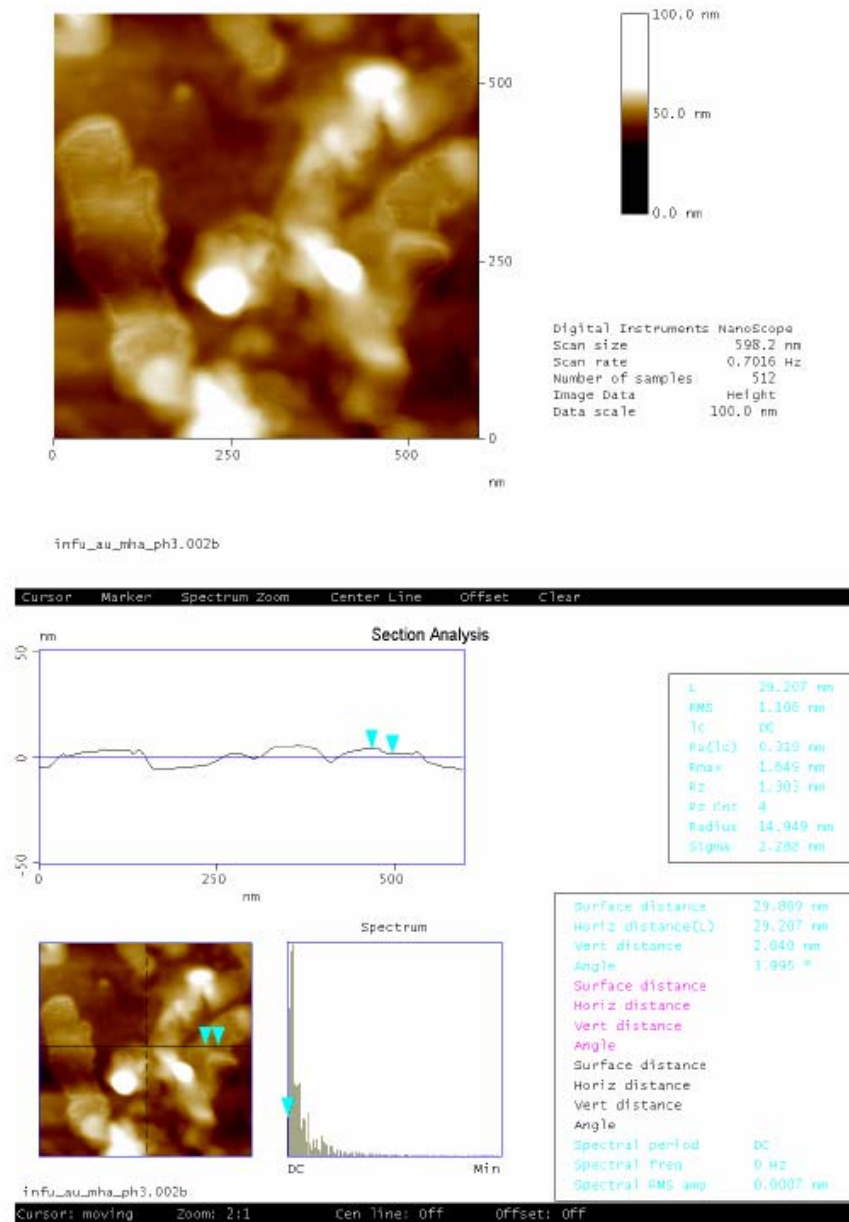 100.0 nm
50.0 nm
0.0 nm
500
250
0
0 250 500
nm
Digital Instruments NanoScope
Scan size 598.2 nm
Scan rate 0.7016 Hz
Number of samples 512
Image Data Height
Data scale 100.0 nm
imfu_au_mha_ph3.002b
Cursor Marker Spectrum Zoom Center Line Offset Clear
nm
Section Analysis
50
0
-50
0 250 500
nm
L 29.207 nm
RMS 1.106 nm
lc DC
Ra(lc) 0.319 nm
Rmax 1.649 nm
Rz 1.303 nm
Rz Cnt 4
Radius 14.949 nm
Sigma 2.288 nm
Surface distance 29.869 nm
Horiz distance(L) 29.207 nm
Vert distance 2.040 nm
Angle 3.995 °
Surface distance
Horiz distance
Vert distance
Angle
Surface distance
Horiz distance
Vert distance
Angle
Spectral period DC
Spectral freq 0 Hz
Spectral RMS amp 0.0007 nm
Spectrum
DC Min
imfu_au_mha_ph3.002b
Cursor: moving Zoom: 2:1 Cen line: Off Offset: Off